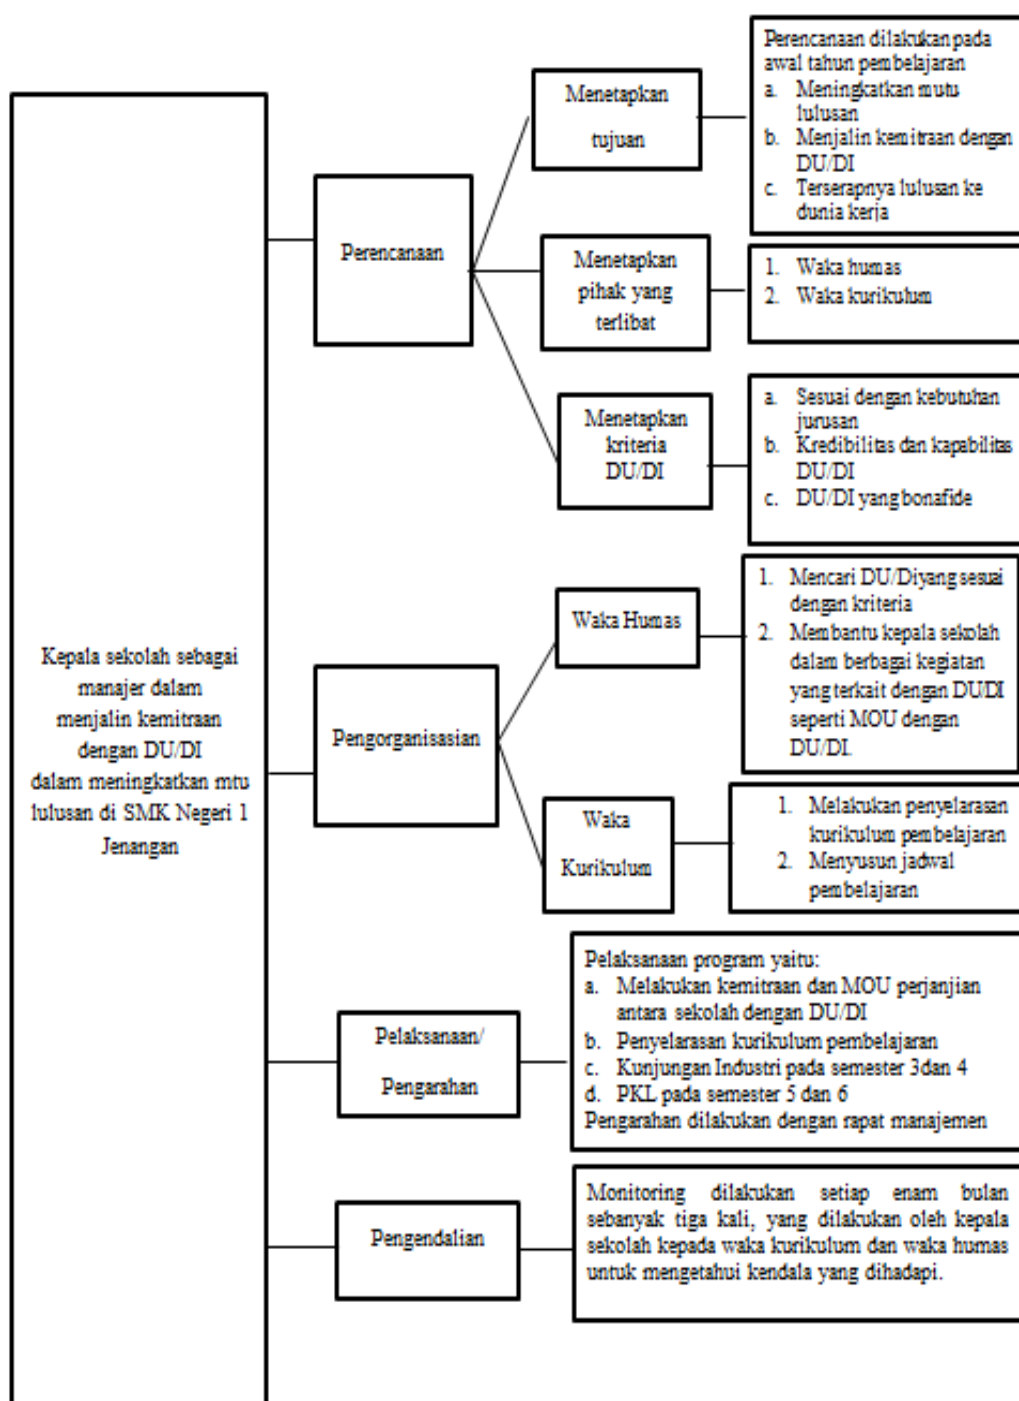 Kepala sekolah sebagai
manajer dalam
menjalin kemitraan
dengan DU/DI
dalam meningkatkan mtu
lulusan di SMK Negeri 1
Jenangan
Perencanaan
Menetapkan
tujuan
Perencanaan dilakukan pada
awal tahun pembelajaran
a. Meningkatkan mutu
lulusan
b. Menjalin kemitraan dengan
DU/DI
c. Terserapnya lulusan ke
dunia kerja
Menetapkan
pihak yang
terlibat
1. Waka humas
2. Waka kurikulum
Menetapkan
kriteria
DU/DI
a. Sesuai dengan kebutuhan
jurusan
b. Kredibilitas dan kapabilitas
DU/DI
c. DU/DI yang bonafide
Pengorganisasian
Waka Humas
1. Mencari DU/Diyang sesuai
dengan kriteria
2. Membantu kepala sekolah
dalam berbagai kegiatan
yang terkait dengan DU/DI
seperti MOU dengan
DU/DI.
Waka
Kurikulum
1. Melakukan penyelarasan
kurikulum pembelajaran
2. Menyusun jadwal
pembelajaran
Pelaksanaan/
Pengarahan
Pelaksanaan program yaitu:
a. Melakukan kemitraan dan MOU perjanjian
antara sekolah dengan DU/DI
b. Penyelarasan kurikulum pembelajaran
c. Kunjungan Industri pada semester 3dan 4
d. PKL pada semester 5 dan 6
Pengarahan dilakukan dengan rapat manajemen
Pengendalian
Monitoring dilakukan setiap enam bulan
sebanyak tiga kali, yang dilakukan oleh kepala
sekolah kepada waka kurikulum dan waka humas
untuk mengetahui kendala yang dihadapi.